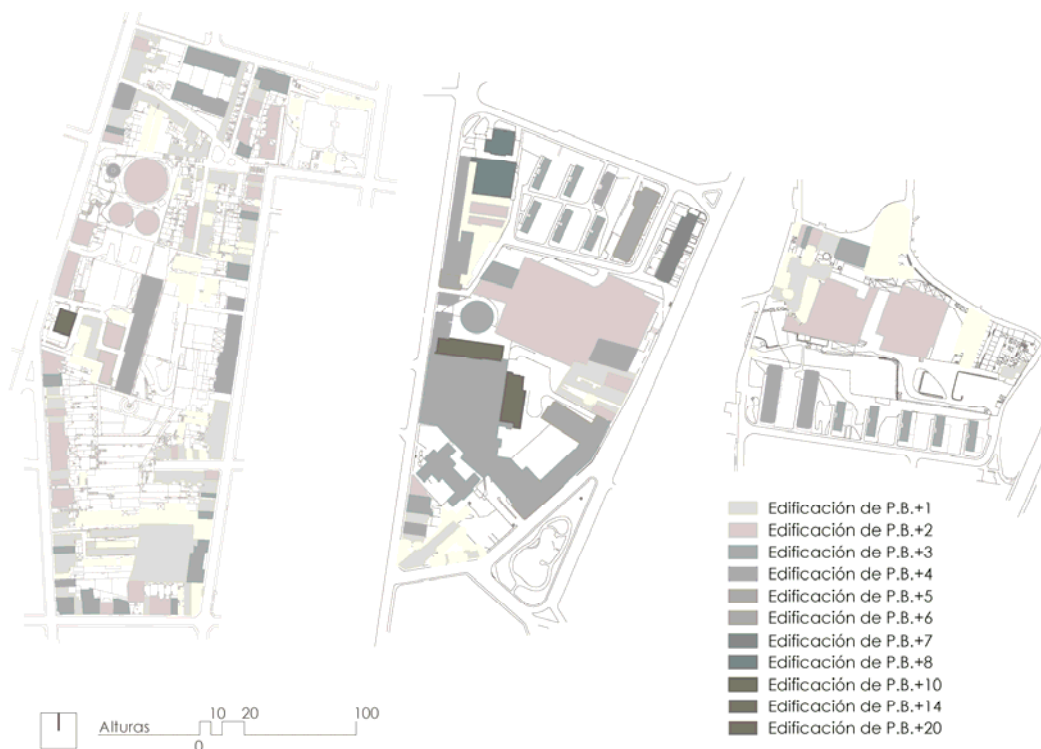 Edificación de P.B.+1
Edificación de P.B.+2
Edificación de P.B.+3
Edificación de P.B.+4
Edificación de P.B.+5
Edificación de P.B.+6
Edificación de P.B.+7
Edificación de P.B.+8
Edificación de P.B.+10
Edificación de P.B.+14
Edificación de P.B.+20
Alturas
10 20 100
0